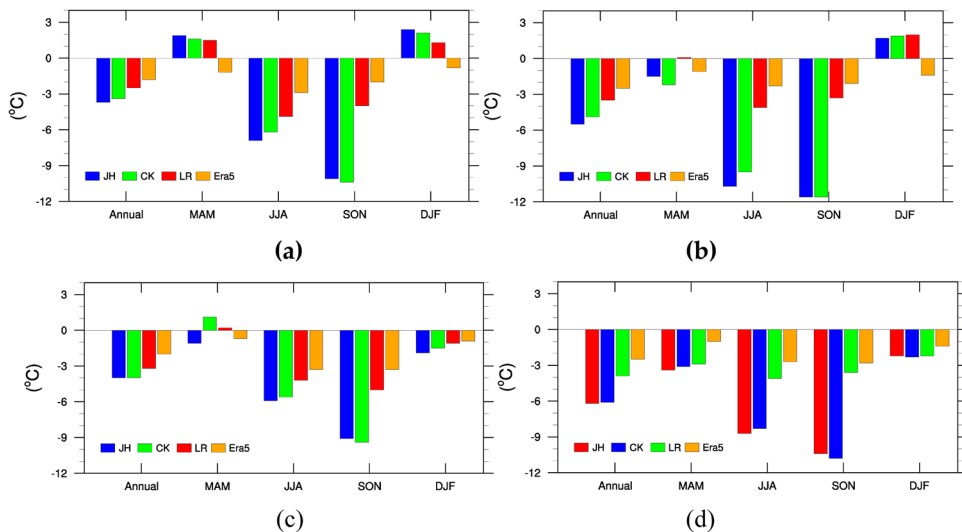 3
0
-3
-6
-9
-12
(°C)
JH CK LR Era5
Annual MAM JJA SON DJF
(a)
3
0
-3
-6
-9
-12
(°C)
JH CK LR Era5
Annual MAM JJA SON DJF
(b)
3
0
-3
-6
-9
-12
(°C)
JH CK LR Era5
Annual MAM JJA SON DJF
(c)
3
0
-3
-6
-9
-12
(°C)
JH CK LR Era5
Annual MAM JJA SON DJF
(d)